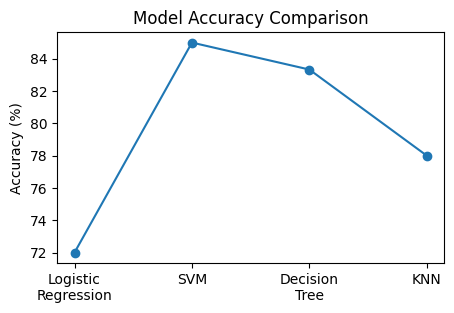 Model Accuracy Comparison
Accuracy (%)
84
82
80
78
76
74
72
Logistic
Regression
SVM
Decision
Tree
KNN